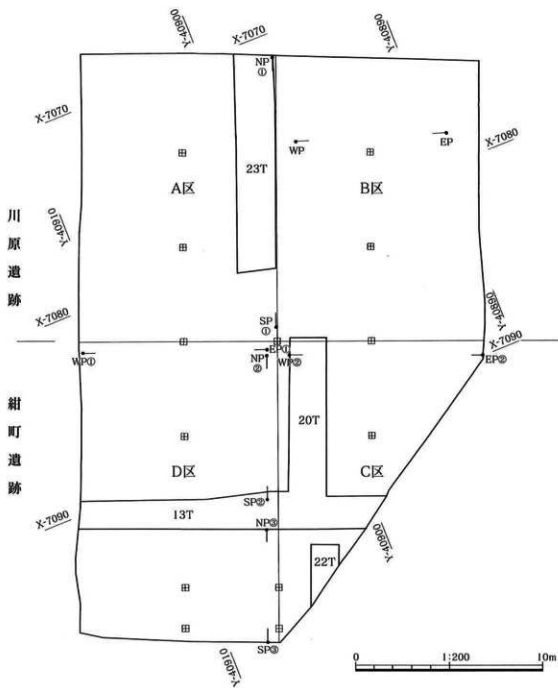 Y-40900
X-7070
Y-40890
NP
①
X-7070
WP
EP
X-7080
23T
A区
B区
川原遺跡
Y-40910
Y-40890
X-7080
SP
①
X-7090
WP①
EP①
NP
②
WP②
EP②
紺町遺跡
20T
D区
C区
SP②
13T
X-7090
NP③
Y-40900
22T
SP③
Y-40910
0
1:200
10m